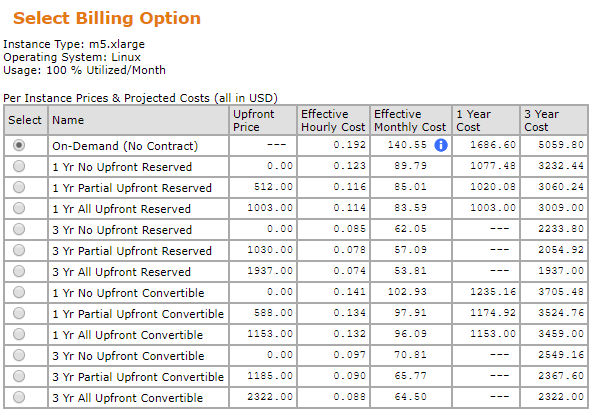 Select Billing Option
Instance Type: m5.xlarge
Operating System: Linux
Usage: 100 % Utilized/Month
Per Instance Prices & Projected Costs (all in USD)
Select Name Upfront Price Effective Hourly Cost Effective Monthly Cost 1 Year Cost 3 Year Cost
On-Demand (No Contract) --- 0.192 140.55 i 1686.60 5059.80
1 Yr No Upfront Reserved 0.00 0.123 89.79 1077.48 3232.44
1 Yr Partial Upfront Reserved 512.00 0.116 85.01 1020.08 3060.24
1 Yr All Upfront Reserved 1003.00 0.114 83.59 1003.00 3009.00
3 Yr No Upfront Reserved 0.00 0.085 62.05 --- 2233.80
3 Yr Partial Upfront Reserved 1030.00 0.078 57.09 --- 2054.92
3 Yr All Upfront Reserved 1937.00 0.074 53.81 --- 1937.00
1 Yr No Upfront Convertible 0.00 0.141 102.93 1235.16 3705.48
1 Yr Partial Upfront Convertible 588.00 0.134 97.91 1174.92 3524.76
1 Yr All Upfront Convertible 1153.00 0.132 96.09 1153.00 3459.00
3 Yr No Upfront Convertible 0.00 0.097 70.81 --- 2549.16
3 Yr Partial Upfront Convertible 1185.00 0.090 65.77 --- 2367.60
3 Yr All Upfront Convertible 2322.00 0.088 64.50 --- 2322.00